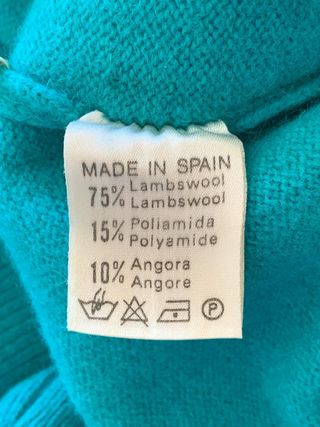 MADE IN SPAIN
75% Lambswool
Lambswool
15% Poliamida
Polyamide
10% Angora
Angore
P